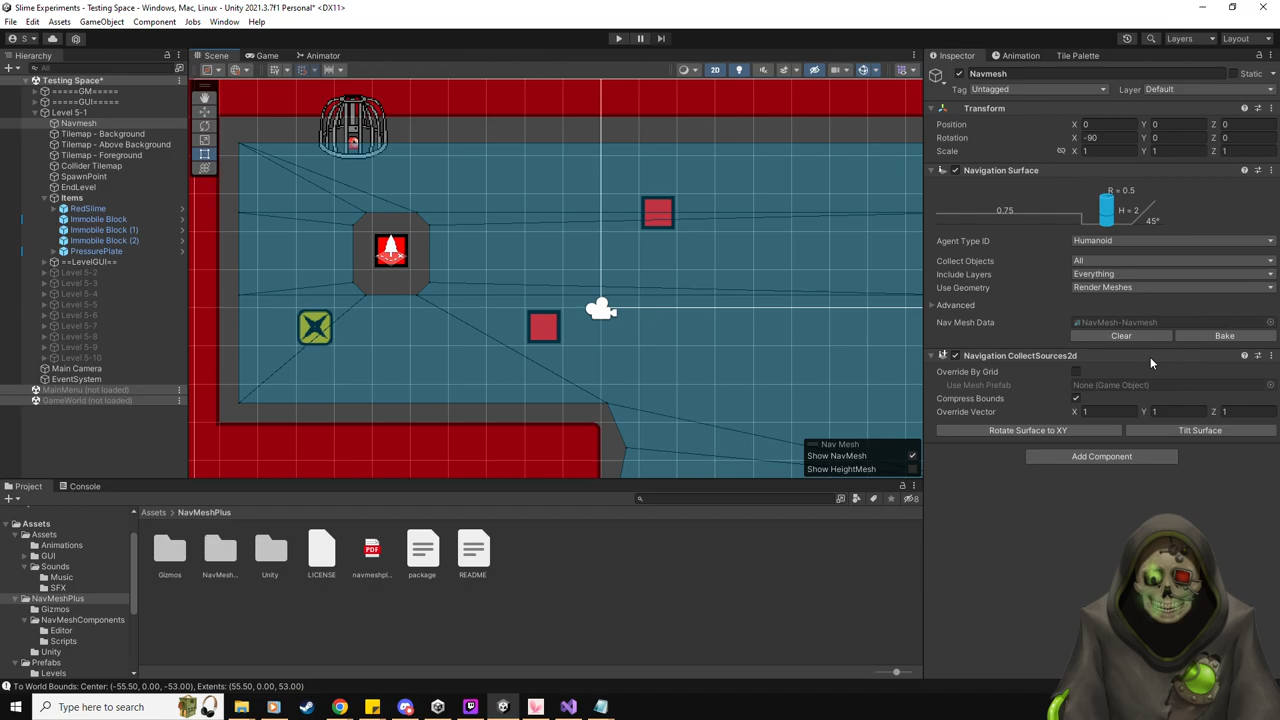 Slime Experiments - Testing Space - Windows, Mac, Linux - Unity 2021.3.7f1 Personal* <DX11>
File Edit Assets GameObject Component Jobs Window Help
S Layers Layout
Hierarchy Scene Game Animator Inspector Animation Tile Palette
All
2D
Testing Space*
=====GM=====
=====GUI=====
Level 5-1
Navmesh
Tilemap - Background
Tilemap - Above Background
Tilemap - Foreground
Collider Tilemap
SpawnPoint
EndLevel
Items
RedSlime
Immobile Block
Immobile Block (1)
Immobile Block (2)
PressurePlate
==LevelGUI==
Level 5-2
Level 5-3
Level 5-4
Level 5-5
Level 5-6
Level 5-7
Level 5-8
Level 5-9
Level 5-10
Main Camera
EventSystem
MainMenu (not loaded)
GameWorld (not loaded)
Nav Mesh
Show NavMesh
Show HeightMesh
Navmesh Static
Tag Untagged Layer Default
Transform
Position X 0 Y 0 Z 0
Rotation X -90 Y 0 Z 0
Scale X 1 Y 1 Z 1
Navigation Surface
R = 0.5
0.75 H = 2 45°
Agent Type ID Humanoid
Collect Objects All
Include Layers Everything
Use Geometry Render Meshes
Advanced
Nav Mesh Data NavMesh-Navmesh
Clear Bake
Navigation CollectSources2d
Override By Grid
Use Mesh Prefab None (Game Object)
Compress Bounds
Override Vector X 1 Y 1 Z 1
Rotate Surface to XY Tilt Surface
Add Component
Project Console
8
Assets
Assets
Animations
GUI
Sounds
Music
SFX
NavMeshPlus
Gizmos
NavMeshComponents
Editor
Scripts
Unity
Prefabs
Levels
Assets > NavMeshPlus
PDF
Gizmos NavMesh... Unity LICENSE navmeshpl... package README
To World Bounds: Center: (-55.50, 0.00, -53.00), Extents: (55.50, 0.00, 53.00)
Type here to search